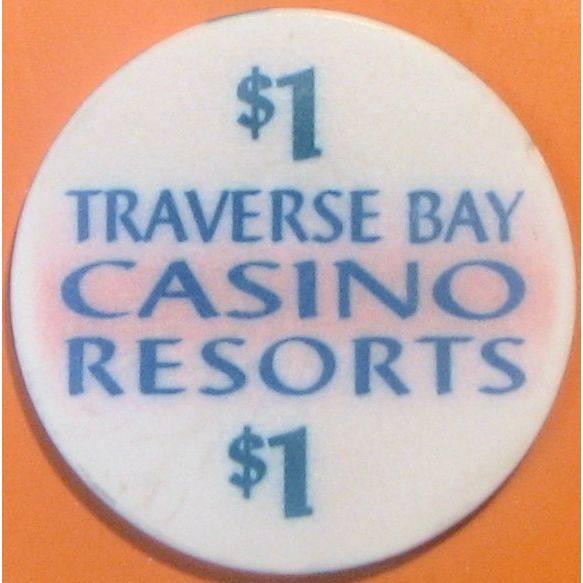 $1
TRAVERSE BAY
CASINO
RESORTS
$1